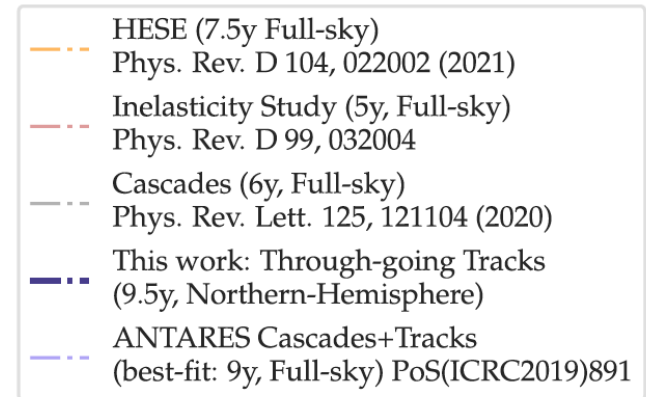 HESE (7.5y Full-sky)
Phys. Rev. D 104, 022002 (2021)
Inelasticity Study (5y, Full-sky)
Phys. Rev. D 99, 032004
Cascades (6y, Full-sky)
Phys. Rev. Lett. 125, 121104 (2020)
This work: Through-going Tracks
(9.5y, Northern-Hemisphere)
ANTARES Cascades+Tracks
(best-fit: 9y, Full-sky) PoS(ICRC2019)891